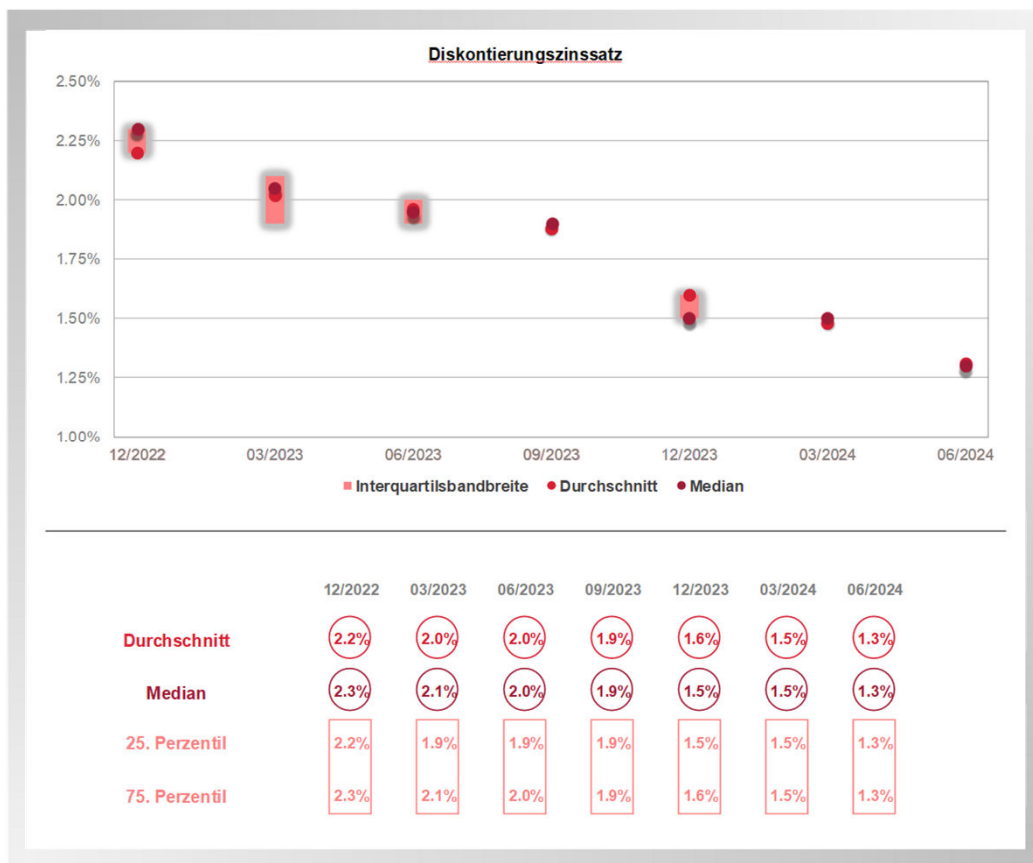 Diskontierungszinssatz
2.50%
2.25%
2.00%
1.75%
1.50%
1.25%
1.00%
12/2022 03/2023 06/2023 09/2023 12/2023 03/2024 06/2024
Interquartilsbandbreite Durchschnitt Median
12/2022 03/2023 06/2023 09/2023 12/2023 03/2024 06/2024
Durchschnitt 2.2% 2.0% 2.0% 1.9% 1.6% 1.5% 1.3%
Median 2.3% 2.1% 2.0% 1.9% 1.5% 1.5% 1.3%
25. Perzentil 2.2% 1.9% 1.9% 1.9% 1.5% 1.5% 1.3%
75. Perzentil 2.3% 2.1% 2.0% 1.9% 1.6% 1.5% 1.3%